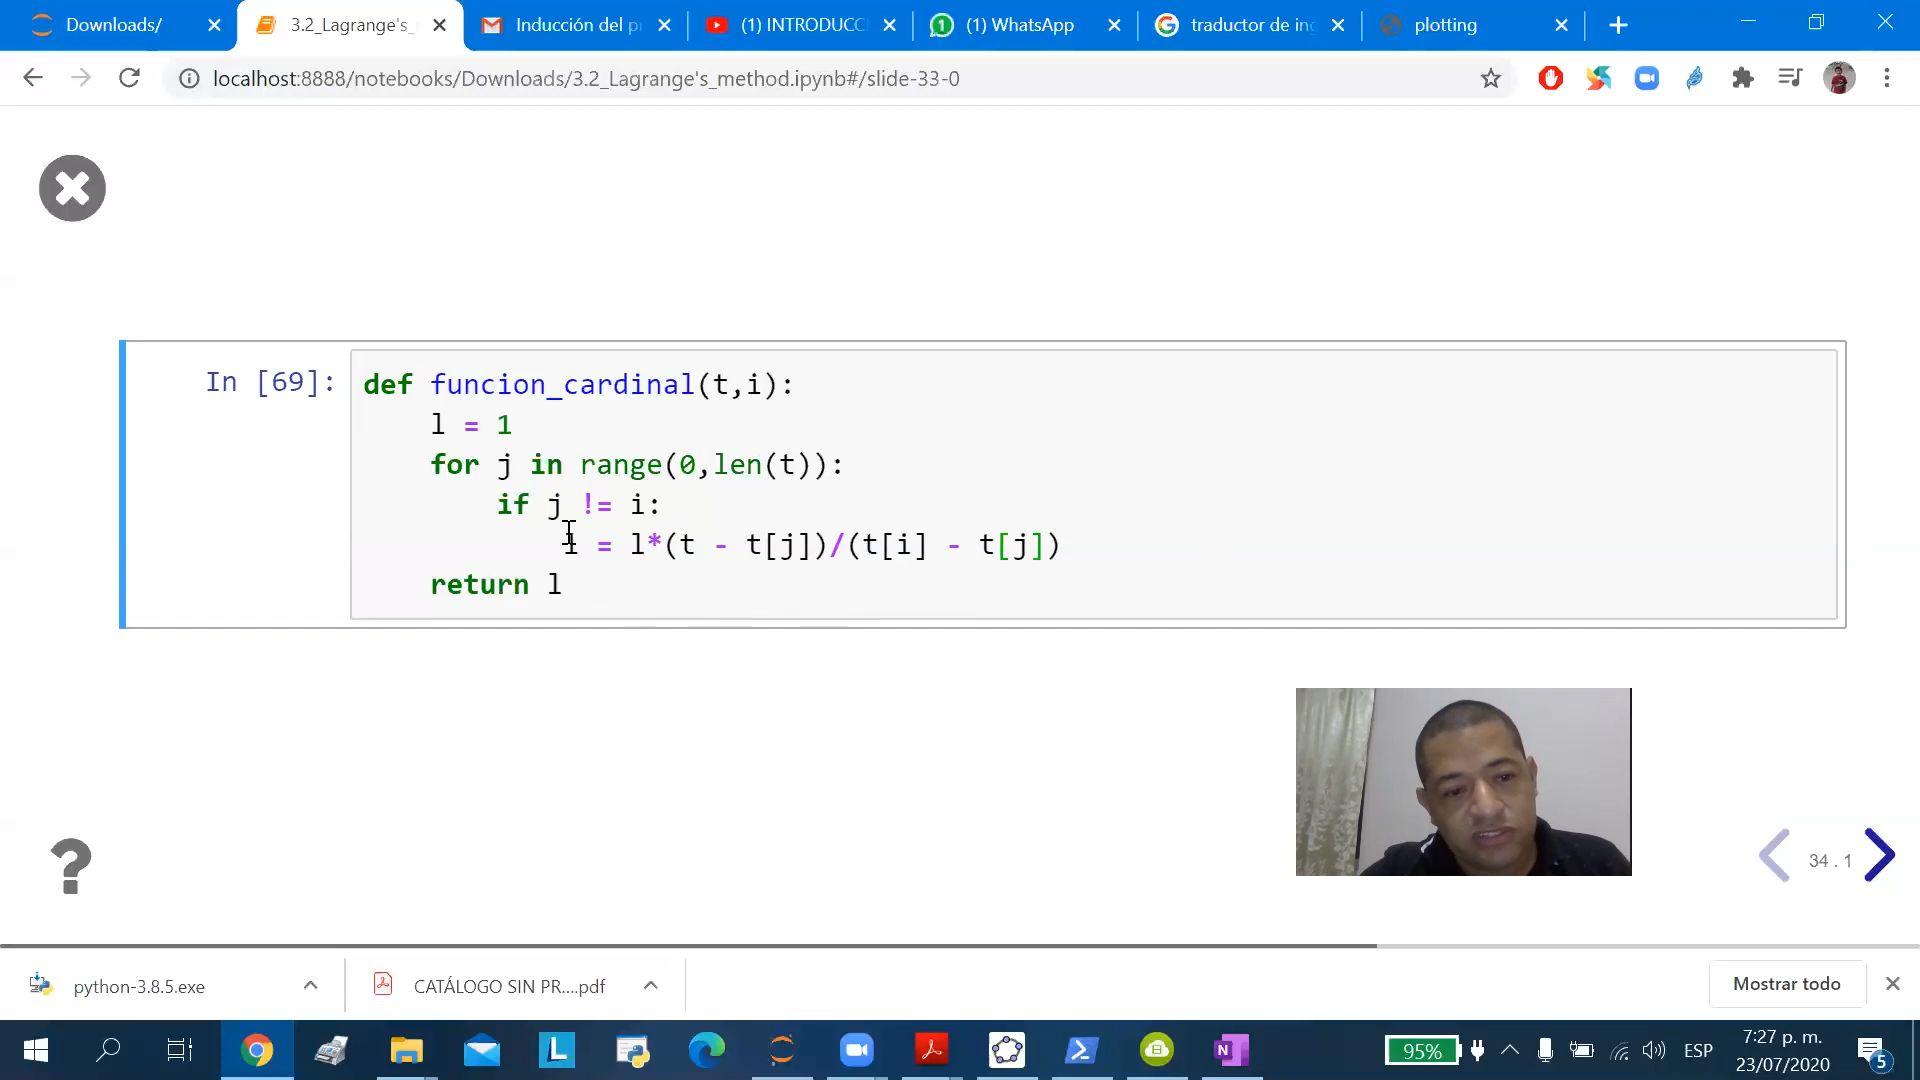 Downloads/
3.2_Lagrange's_
Inducción del p
(1) INTRODUCC
(1) WhatsApp
traductor de in
plotting
localhost:8888/notebooks/Downloads/3.2_Lagrange's_method.ipynb#/slide-33-0
In [69]:
def funcion_cardinal(t,i):
l = 1
for j in range(0,len(t)):
if j != i:
l = l*(t - t[j])/(t[i] - t[j])
return l
34 . 1
python-3.8.5.exe
CATÁLOGO SIN PR....pdf
Mostrar todo
95%
ESP
7:27 p. m.
23/07/2020
5